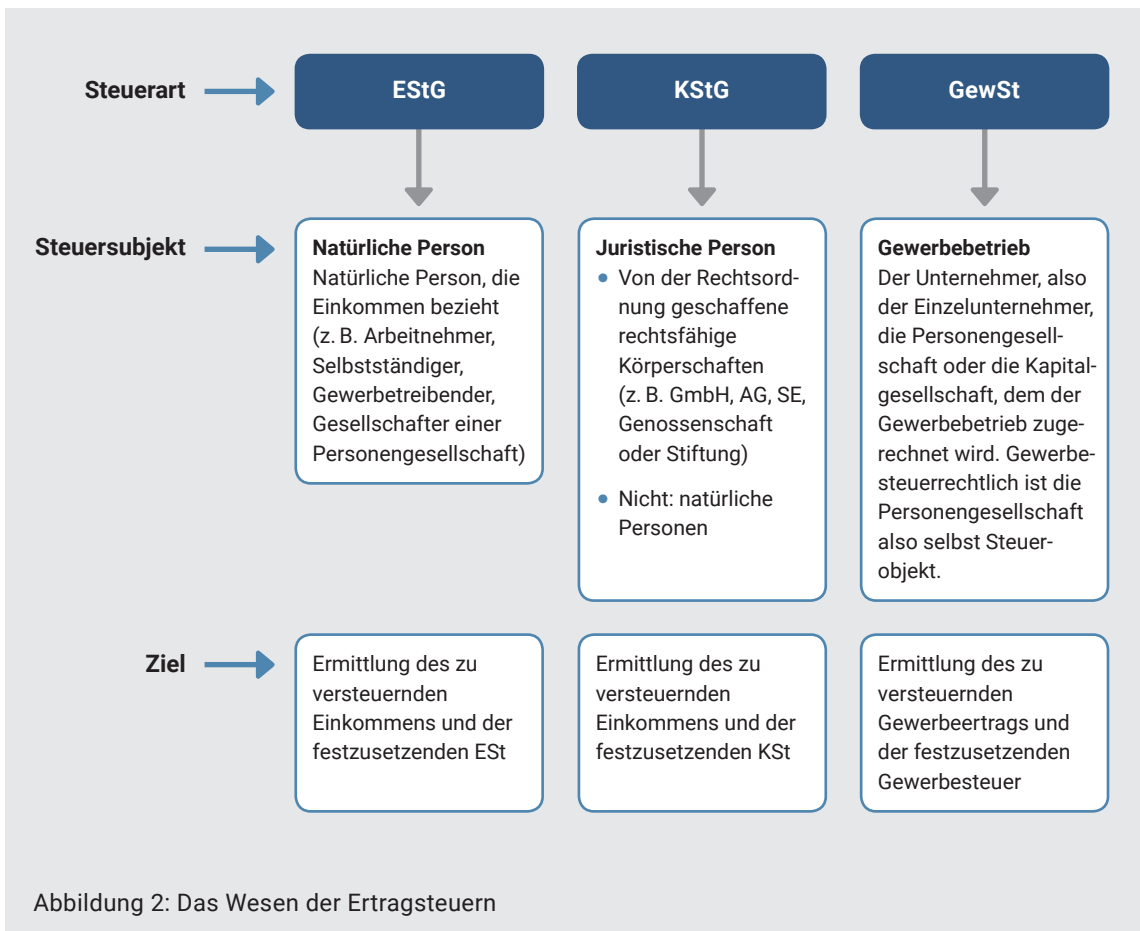 Steuerart
EStG
KStG
GewSt
Steuersubjekt
Natürliche Person
Natürliche Person, die
Einkommen bezieht
(z. B. Arbeitnehmer,
Selbstständiger,
Gewerbetreibender,
Gesellschafter einer
Personengesellschaft)
Juristische Person
• Von der Rechtsord-
nung geschaffene
rechtsfähige
Körperschaften
(z. B. GmbH, AG, SE,
Genossenschaft
oder Stiftung)
• Nicht: natürliche
Personen
Gewerbebetrieb
Der Unternehmer, also
der Einzelunternehmer,
die Personengesell-
schaft oder die Kapital-
gesellschaft, dem der
Gewerbebetrieb zuge-
rechnet wird. Gewerbe-
steuerrechtlich ist die
Personengesellschaft
also selbst Steuer-
objekt.
Ziel
Ermittlung des zu
versteuernden
Einkommens und der
festzusetzenden ESt
Ermittlung des zu
versteuernden
Einkommens und der
festzusetzenden KSt
Ermittlung des zu
versteuernden
Gewerbeertrags und
der festzusetzenden
Gewerbesteuer
Abbildung 2: Das Wesen der Ertragsteuern